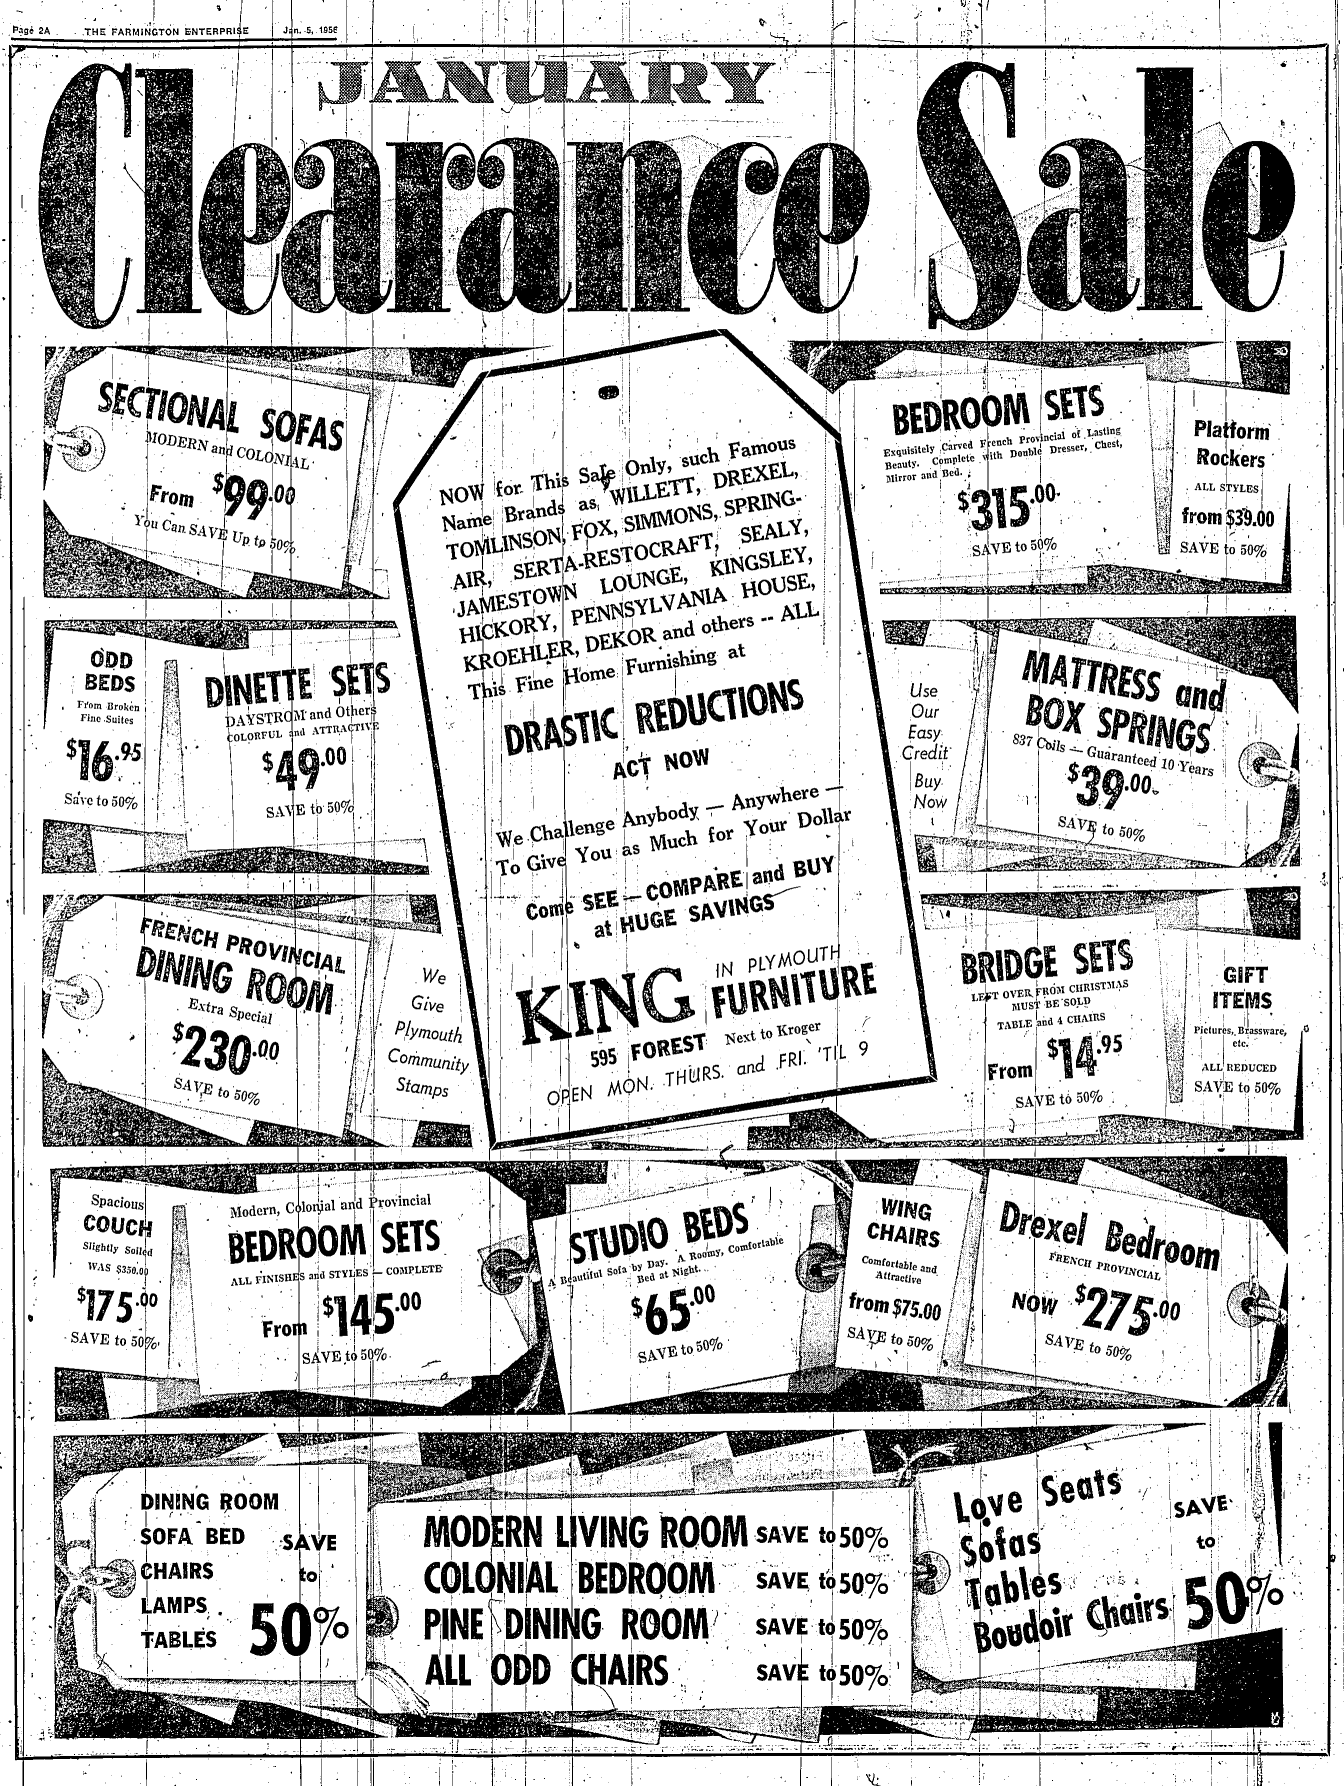 Page 2A THE FARMINGTON ENTERPRISE Jan. 5, 1956
JANUARY
Clearance Sale
SECTIONAL SOFAS
MODERN and COLONIAL
From $99.00
You Can SAVE Up to 50%
NOW for This Sale Only, such Famous
Name Brands as WILLETT, DREXEL,
TOMLINSON, FOX, SIMMONS, SPRING-
AIR, SERTA-RESTOCRAFT, SEALY,
JAMESTOWN LOUNGE, KINGSLEY,
HICKORY, PENNSYLVANIA HOUSE,
KROEHLER, DEKOR and others -- ALL
This Fine Home Furnishing at
DRASTIC REDUCTIONS
ACT NOW
We Challenge Anybody — Anywhere —
To Give You as Much for Your Dollar
Come SEE — COMPARE and BUY
at HUGE SAVINGS
IN PLYMOUTH
KING FURNITURE
595 FOREST Next to Kroger
OPEN MON. THURS. and FRI. 'TIL 9
BEDROOM SETS
Exquisitely Carved French Provincial of Lasting
Beauty. Complete with Double Dresser, Chest,
Mirror and Bed.
$315.00
SAVE to 50%
Platform
Rockers
ALL STYLES
from $39.00
SAVE to 50%
ODD
BEDS
From Broken
Fine Suites
$16.95
Save to 50%
DINETTE SETS
DAYSTROM and Others
COLORFUL and ATTRACTIVE
$49.00
SAVE to 50%
Use
Our
Easy
Credit
Buy
Now
MATTRESS and
BOX SPRINGS
837 Coils — Guaranteed 10 Years
$39.00
SAVE to 50%
FRENCH PROVINCIAL
DINING ROOM
Extra Special
$230.00
SAVE to 50%
We
Give
Plymouth
Community
Stamps
BRIDGE SETS
LEFT OVER FROM CHRISTMAS
MUST BE SOLD
TABLE and 4 CHAIRS
From $14.95
SAVE to 50%
GIFT
ITEMS
Pictures, Brassware,
etc.
ALL REDUCED
SAVE to 50%
Spacious
COUCH
Slightly Soiled
WAS $350.00
$175.00
SAVE to 50%
Modern, Colonial and Provincial
BEDROOM SETS
ALL FINISHES and STYLES — COMPLETE
From $145.00
SAVE to 50%
STUDIO BEDS
A Beautiful Sofa by Day. A Roomy, Comfortable
Bed at Night.
$65.00
SAVE to 50%
WING
CHAIRS
Comfortable and
Attractive
from $75.00
SAVE to 50%
Drexel Bedroom
FRENCH PROVINCIAL
NOW $275.00
SAVE to 50%
DINING ROOM
SOFA BED
CHAIRS
LAMPS
TABLES
SAVE
to
50%
MODERN LIVING ROOM SAVE to 50%
COLONIAL BEDROOM SAVE to 50%
PINE DINING ROOM SAVE to 50%
ALL ODD CHAIRS SAVE to 50%
Love Seats
Sofas
Tables
Boudoir Chairs
SAVE
to
50%